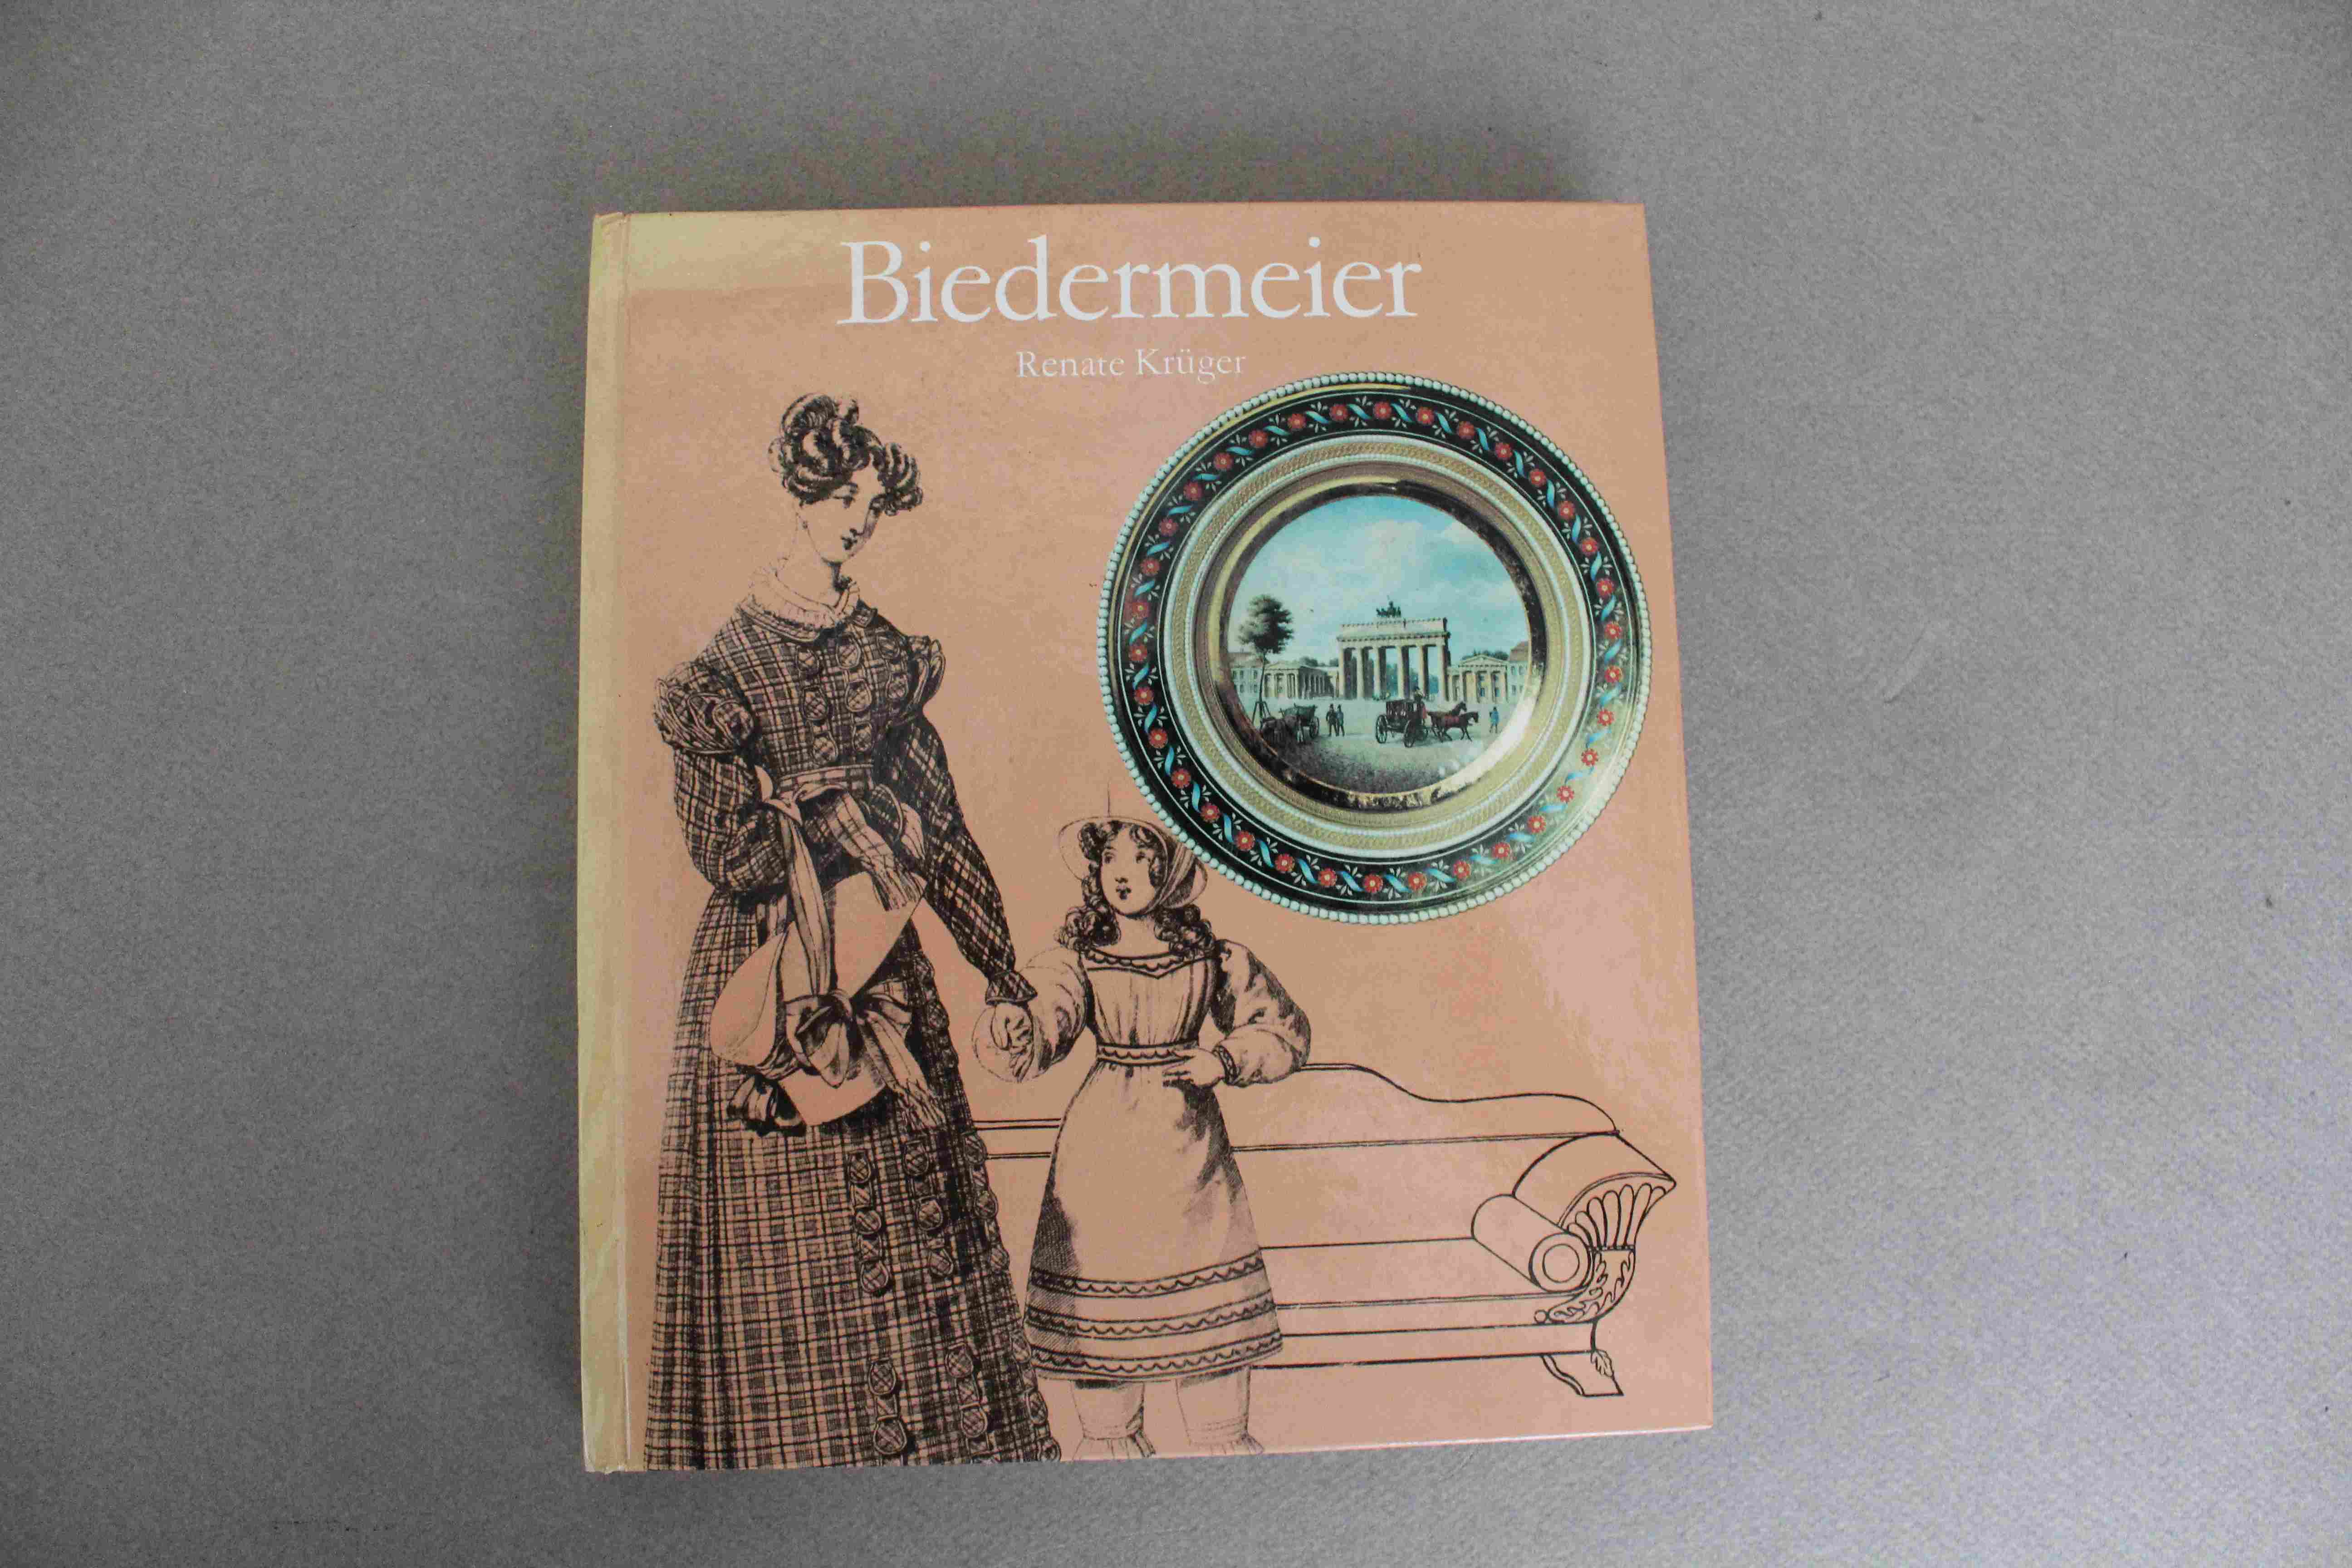 Biedermeier
Renate Krüger